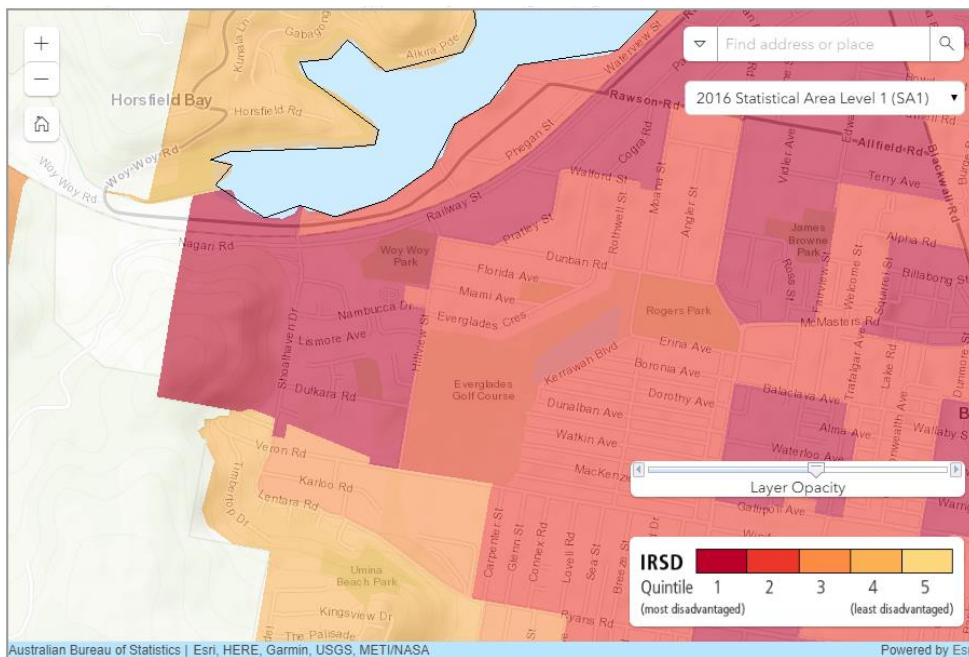 +
−
Kunala Ln
Gabagong
Alkira Pde
Horsfield Bay
Horsfield Rd
Woy Woy Rd
Woy Woy Rd
Find address or place
2016 Statistical Area Level 1 (SA1)
Waterview St
Rawson Rd
Phegan St
Cogra Rd
Railway St
Walford St
Pratley St
Moana St
Angler St
Rothwell St
Vidler Ave
Allfield Rd
Blackwall Rd
Terry Ave
Nagari Rd
Woy Woy
Park
Dunban Rd
Florida Ave
Miami Ave
Everglades Cres
Nambucca Dr
Lismore Ave
Shoalhaven Dr
Hillview St
Dulkara Rd
James
Browne
Park
Alpha Rd
Ross St
Fairview St
Welcome St
Squirrel St
Billabong St
Rogers Park
McMasters Rd
Erina Ave
Kerrawah Blvd
Boronia Ave
Everglades
Golf Course
Dorothy Ave
Balaclava Ave
Trafalgar Ave
Lake Rd
Dunmore St
Dunalban Ave
Alma Ave
Wallaby St
Watkin Ave
Waterloo Ave
MacKenzie
Veron Rd
Karloo Rd
Lentara Rd
Timbertop Dr
Carpenter St
Glenn St
Connex Rd
Lovell Rd
Sea St
Breeze St
Gallipoli Ave
Layer Opacity
Umina
Beach Park
Kingsview Dr
The Palisade
Ryans Rd
IRSD
Quintile 1 2 3 4 5
(most disadvantaged) (least disadvantaged)
Australian Bureau of Statistics | Esri, HERE, Garmin, USGS, METI/NASA
Powered by Esri